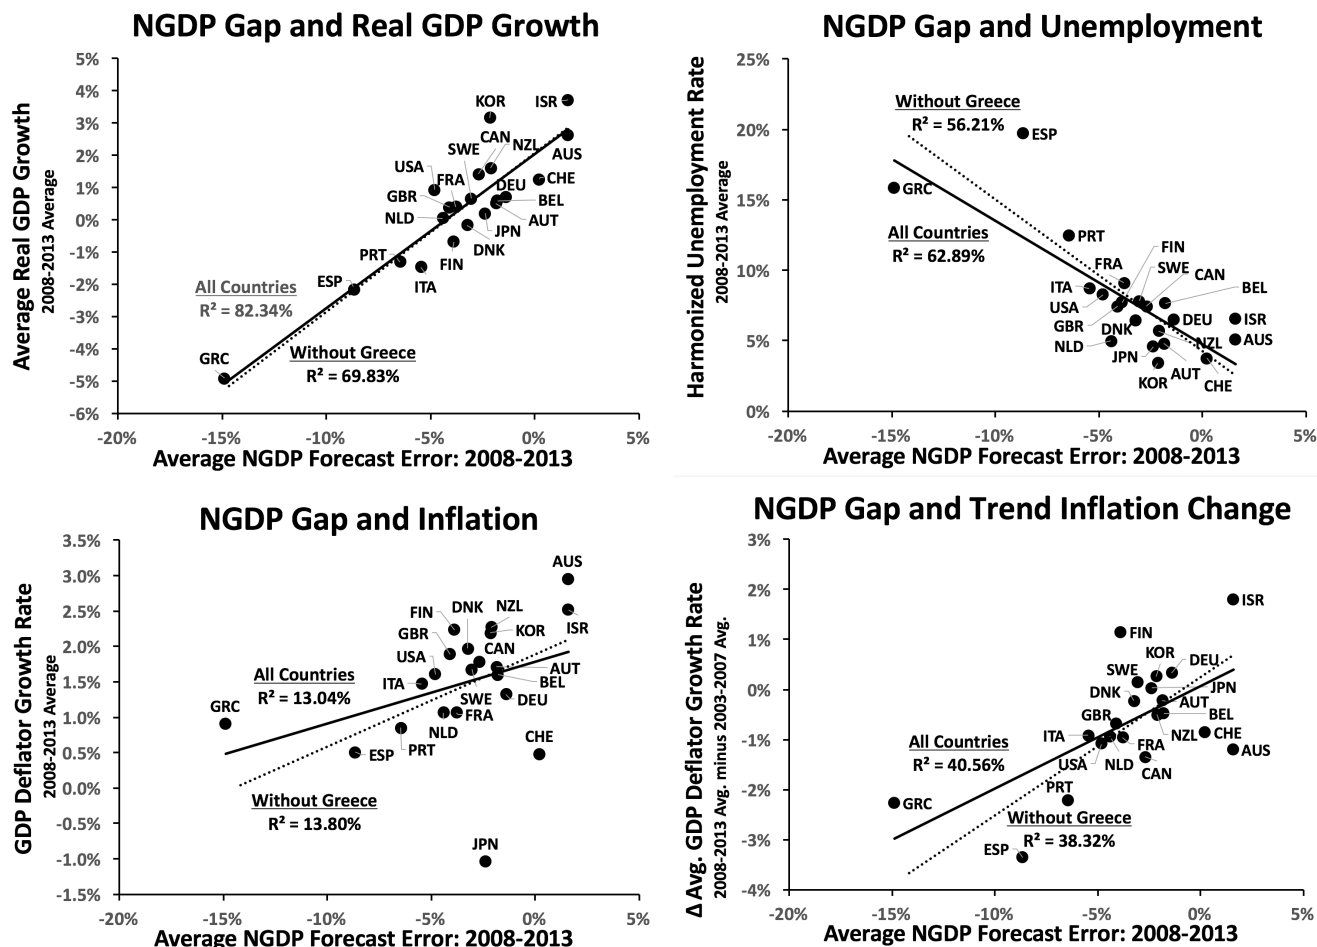 NGDP Gap and Real GDP Growth
Average Real GDP Growth
2008-2013 Average
5%
4%
3%
2%
1%
0%
-1%
-2%
-3%
-4%
-5%
-6%
KOR
ISR
CAN
NZL
SWE
AUS
USA
FRA
DEU
CHE
GBR
BEL
NLD
AUT
JPN
DNK
PRT
FIN
ESP
ITA
All Countries
R² = 82.34%
Without Greece
R² = 69.83%
GRC
-20%
-15%
-10%
-5%
0%
5%
Average NGDP Forecast Error: 2008-2013
NGDP Gap and Unemployment
Harmonized Unemployment Rate
2008-2013 Average
25%
20%
15%
10%
5%
0%
Without Greece
R² = 56.21%
ESP
GRC
All Countries
R² = 62.89%
PRT
FIN
FRA
SWE
CAN
ITA
BEL
USA
GBR
DNK
DEU
ISR
NLD
NZL
AUS
JPN
AUT
KOR
CHE
-20%
-15%
-10%
-5%
0%
5%
Average NGDP Forecast Error: 2008-2013
NGDP Gap and Inflation
GDP Deflator Growth Rate
2008-2013 Average
3.5%
3.0%
2.5%
2.0%
1.5%
1.0%
0.5%
0.0%
-0.5%
-1.0%
-1.5%
AUS
FIN
DNK
NZL
ISR
GBR
KOR
USA
CAN
All Countries
R² = 13.04%
ITA
AUT
BEL
SWE
DEU
GRC
FRA
NLD
CHE
PRT
ESP
Without Greece
R² = 13.80%
JPN
-20%
-15%
-10%
-5%
0%
5%
Average NGDP Forecast Error: 2008-2013
NGDP Gap and Trend Inflation Change
Δ Avg. GDP Deflator Growth Rate
2008-2013 Avg. minus 2003-2007 Avg.
3%
2%
1%
0%
-1%
-2%
-3%
-4%
ISR
FIN
KOR
DEU
SWE
JPN
DNK
AUT
GBR
BEL
ITA
NZL
CHE
All Countries
R² = 40.56%
FRA
AUS
USA
NLD
CAN
PRT
GRC
Without Greece
R² = 38.32%
ESP
-20%
-15%
-10%
-5%
0%
5%
Average NGDP Forecast Error: 2008-2013